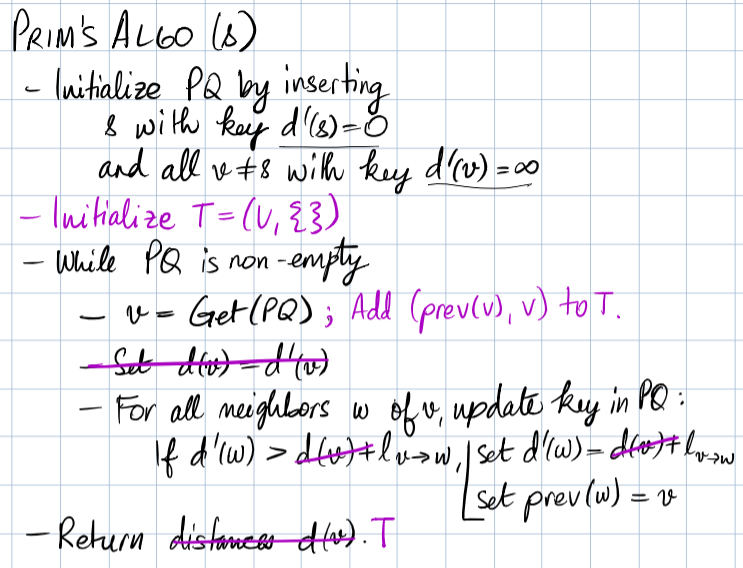 PRIM'S ALGO (s)
- Initialize PQ by inserting
s with key d'(s)=0
and all v≠s with key d'(v)=∞
- Initialize T=(V,{})
- While PQ is non-empty
- v = Get(PQ) ; Add (prev(v), v) to T.
- Set d(v) = d'(v)
- For all neighbors w of v, update key in PQ :
If d'(w) > d(v)+ l v→w, set d'(w)= d(v)+ l v→w
set prev(w) = v
- Return distances d(v). T